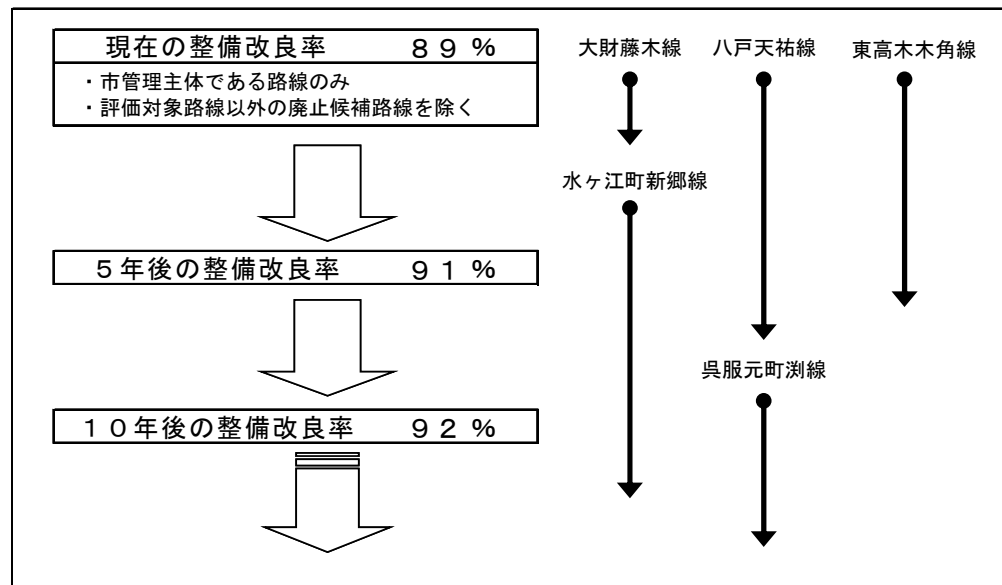 現在の整備改良率 ８９％
・市管理主体である路線のみ
・評価対象路線以外の廃止候補路線を除く
５年後の整備改良率 ９１％
１０年後の整備改良率 ９２％
大財藤木線
八戸天祐線
東高木木角線
水ヶ江町新郷線
呉服元町渕線